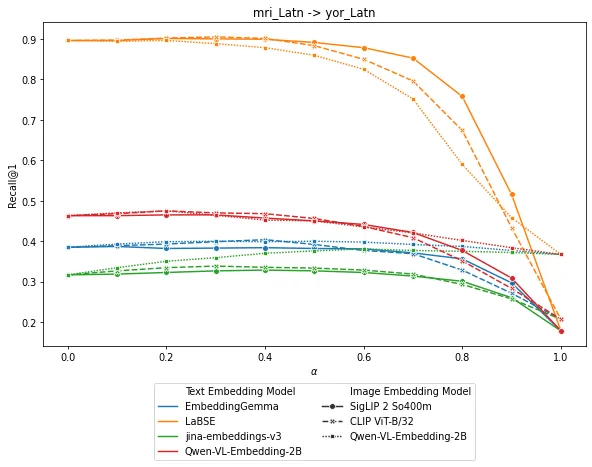 mri_Latn -> yor_Latn
Recall@1
0.9
0.8
0.7
0.6
0.5
0.4
0.3
0.2
0.0
0.2
0.4
0.6
0.8
1.0
α
Text Embedding Model
EmbeddingGemma
LaBSE
jina-embeddings-v3
Qwen-VL-Embedding-2B
Image Embedding Model
SigLIP 2 So400m
CLIP ViT-B/32
Qwen-VL-Embedding-2B